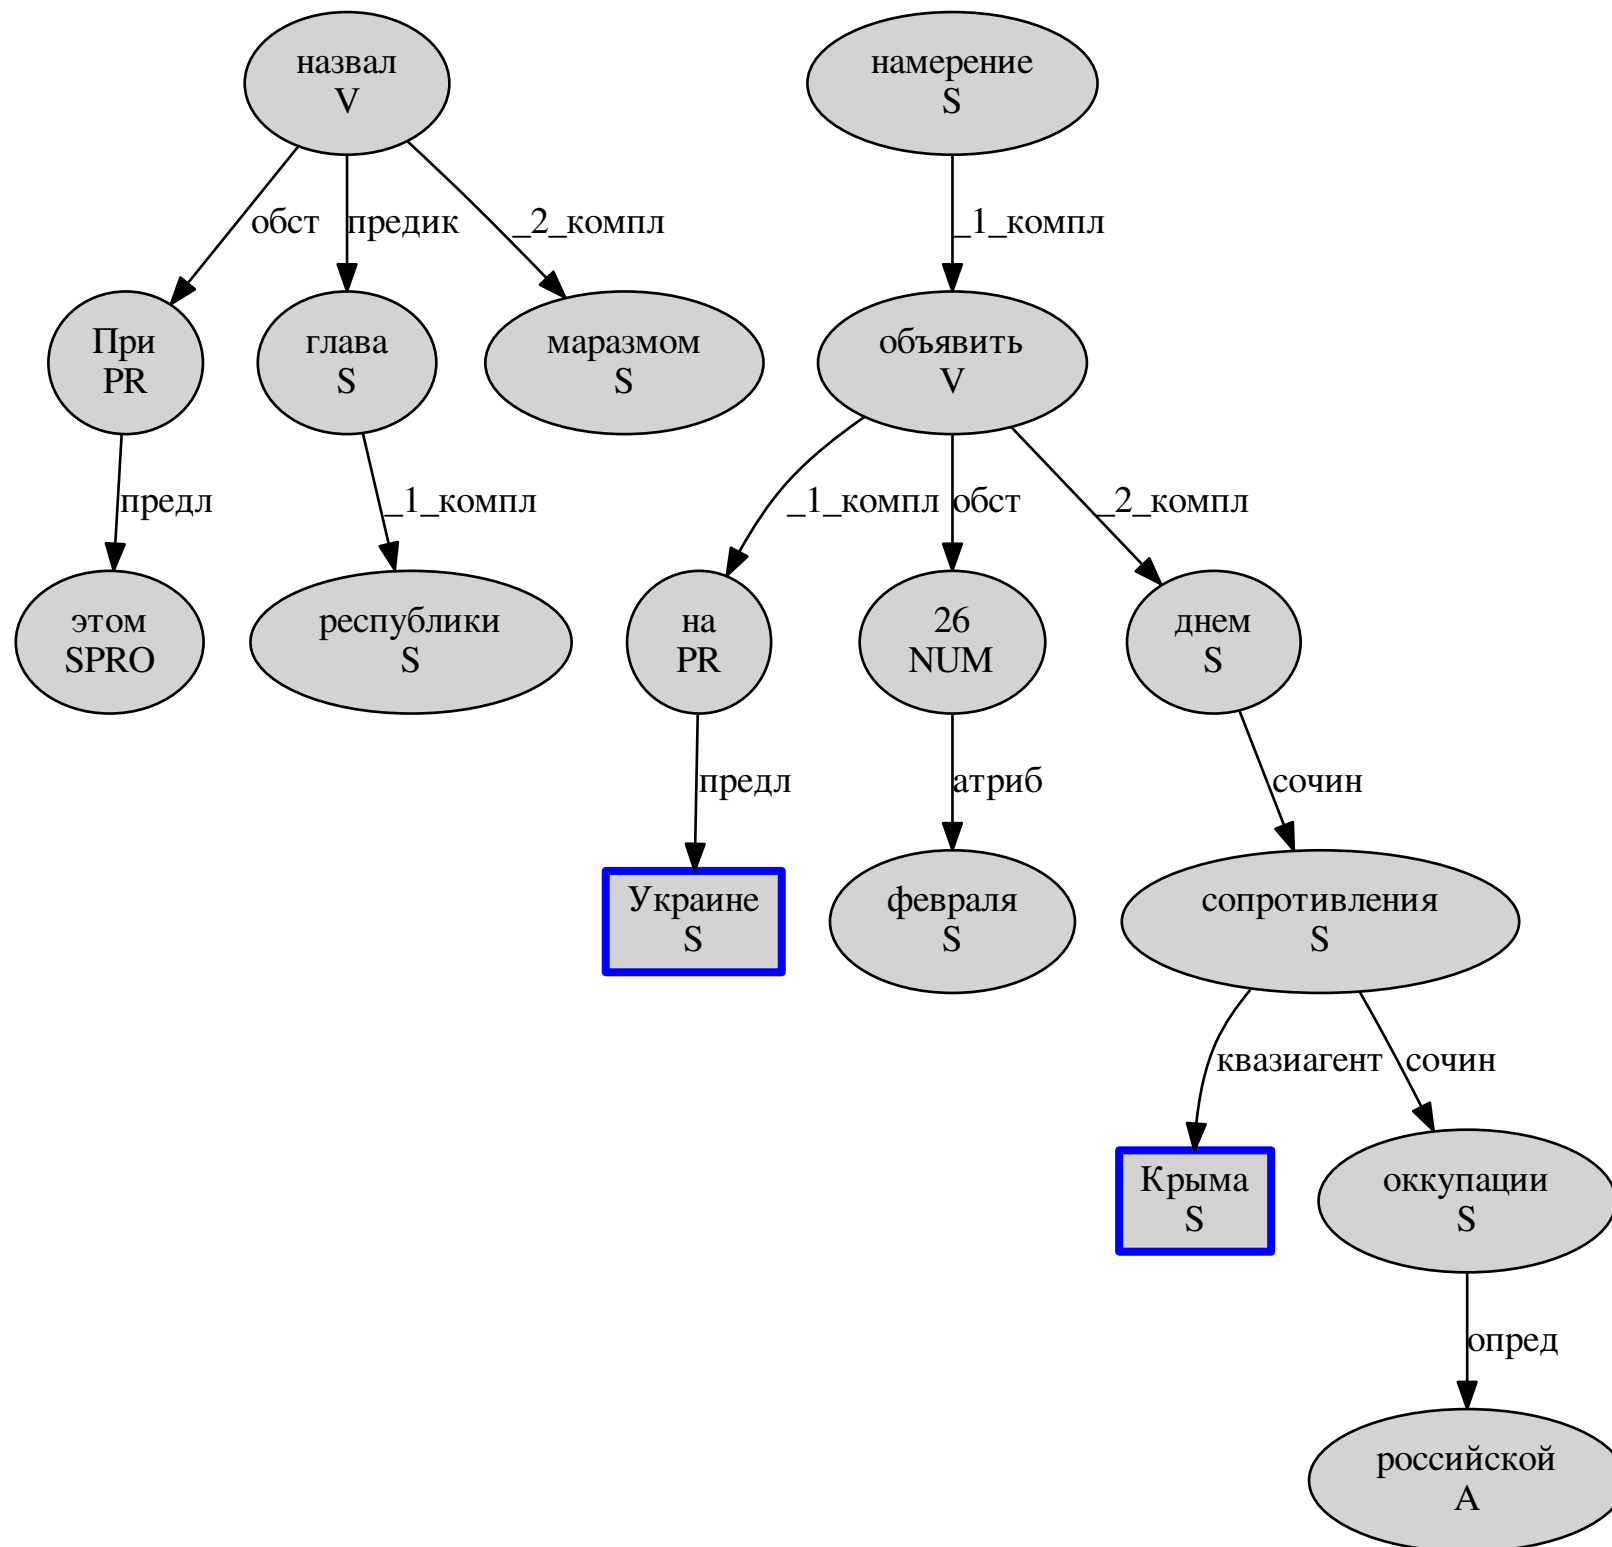 назвал
V
намерение
S
обст
предик
_2_компл
_1_компл
При
PR
глава
S
маразмом
S
объявить
V
предл
_1_компл
_1_компл
обст
_2_компл
этом
SPRO
республики
S
на
PR
26
NUM
днем
S
предл
атриб
сочин
Украине
S
февраля
S
сопротивления
S
квазиагент
сочин
Крыма
S
оккупации
S
опред
российской
A